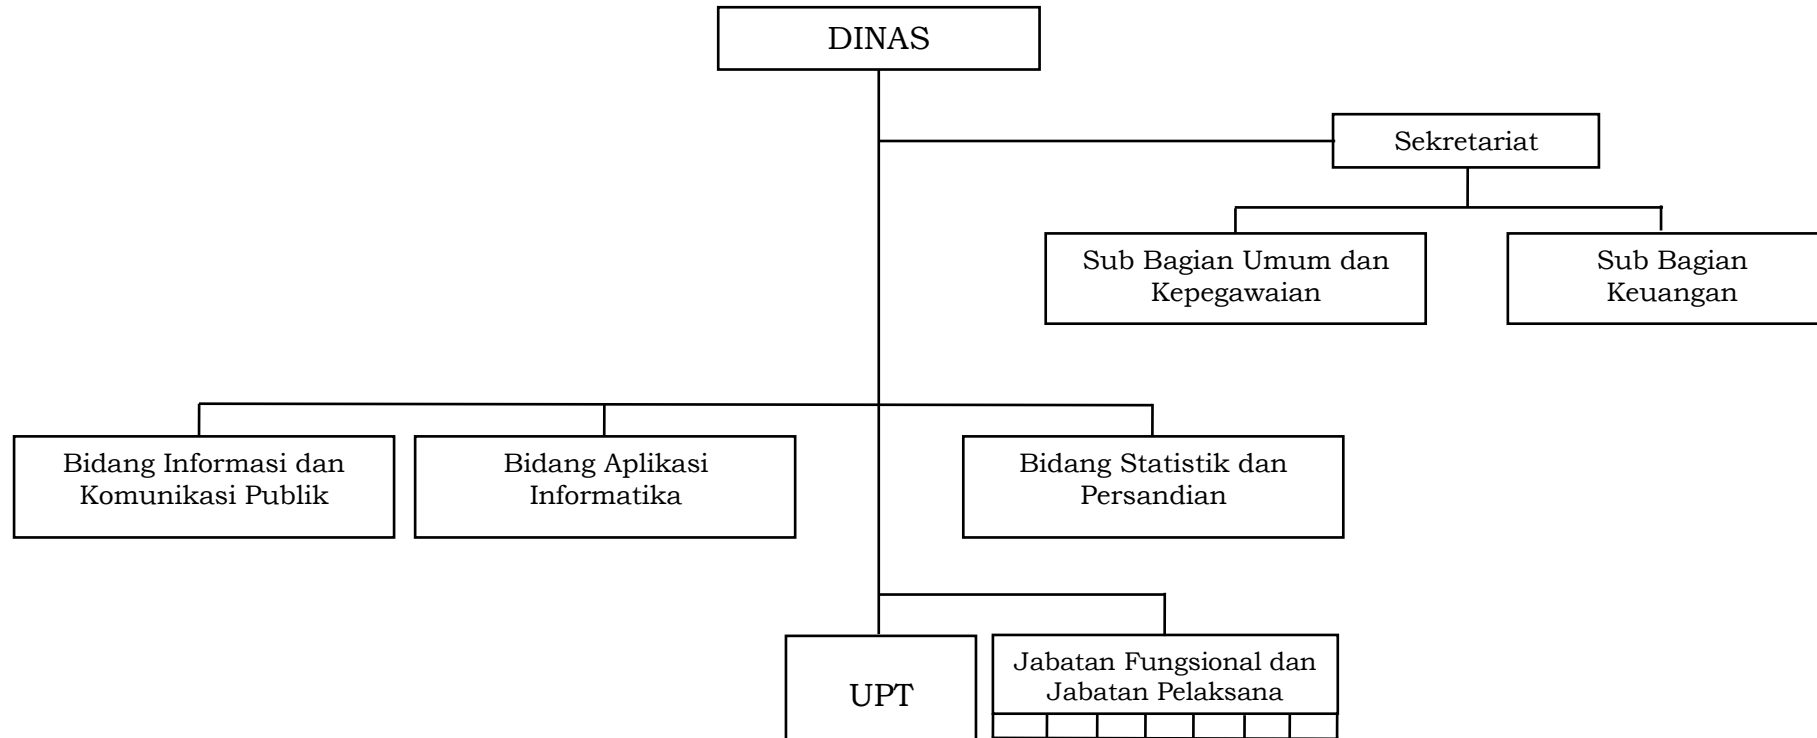 DINAS
Sekretariat
Sub Bagian Umum dan
Kepegawaian
Sub Bagian
Keuangan
Bidang Informasi dan
Komunikasi Publik
Bidang Aplikasi
Informatika
Bidang Statistik dan
Persandian
UPT
Jabatan Fungsional dan
Jabatan Pelaksana